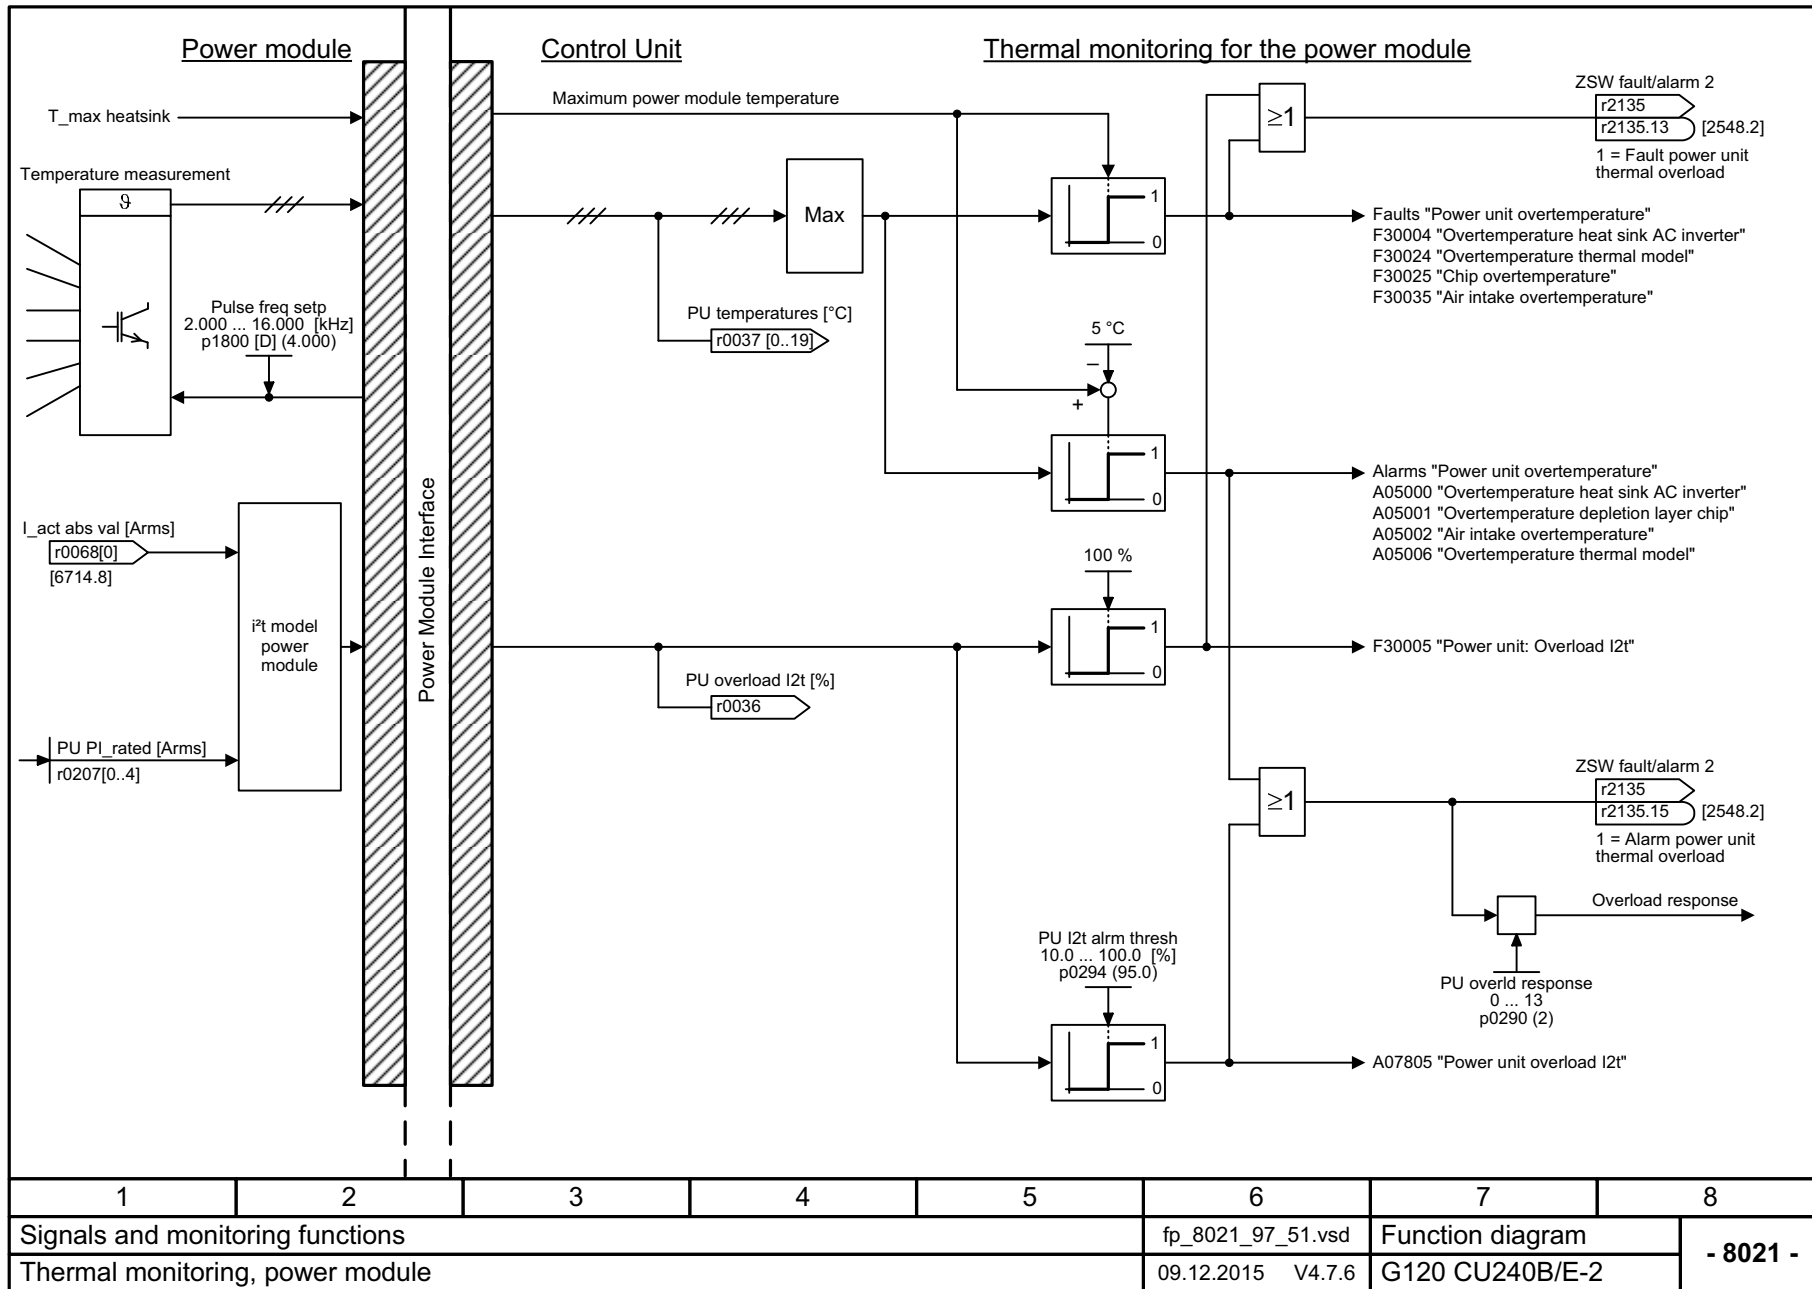 Power module
Control Unit
Thermal monitoring for the power module
T_max heatsink
Maximum power module temperature
≥1
ZSW fault/alarm 2
r2135
r2135.13
[2548.2]
1 = Fault power unit
thermal overload
Temperature measurement
ϑ
Max
1
0
Faults "Power unit overtemperature"
F30004 "Overtemperature heat sink AC inverter"
F30024 "Overtemperature thermal model"
F30025 "Chip overtemperature"
F30035 "Air intake overtemperature"
Pulse freq setp
2.000 ... 16.000 [kHz]
p1800 [D] (4.000)
PU temperatures [°C]
r0037 [0..19]
5 °C
–
+
1
0
Alarms "Power unit overtemperature"
A05000 "Overtemperature heat sink AC inverter"
A05001 "Overtemperature depletion layer chip"
A05002 "Air intake overtemperature"
A05006 "Overtemperature thermal model"
Power Module Interface
I_act abs val [Arms]
r0068[0]
[6714.8]
i²t model
power
module
PU PI_rated [Arms]
r0207[0..4]
100 %
1
0
F30005 "Power unit: Overload I2t"
PU overload I2t [%]
r0036
≥1
ZSW fault/alarm 2
r2135
r2135.15
[2548.2]
1 = Alarm power unit
thermal overload
Overload response
PU overld response
0 ... 13
p0290 (2)
PU I2t alrm thresh
10.0 ... 100.0 [%]
p0294 (95.0)
1
0
A07805 "Power unit overload I2t"
1 2 3 4 5 6 7 8
Signals and monitoring functions
fp_8021_97_51.vsd
Function diagram
- 8021 -
Thermal monitoring, power module
09.12.2015 V4.7.6
G120 CU240B/E-2